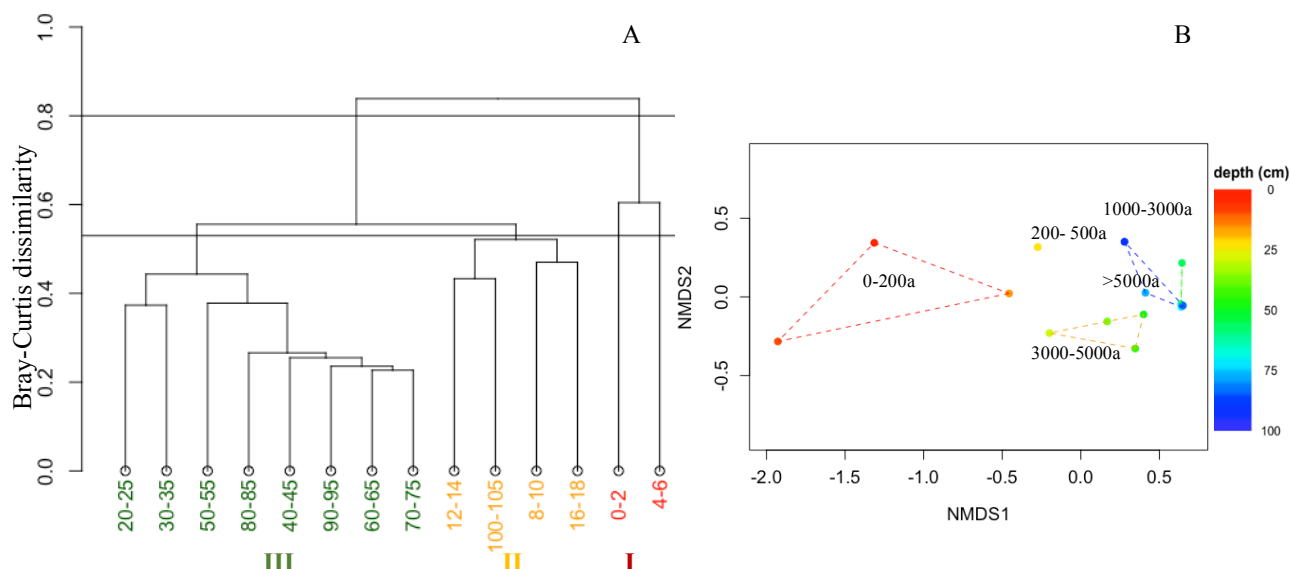 A
Bray-Curtis dissimilarity
1.0
0.8
0.6
0.4
0.2
0.0
20-25
30-35
50-55
80-85
40-45
90-95
60-65
70-75
12-14
100-105
8-10
16-18
0-2
4-6
III
II
I
B
NMDS2
0.5
0.0
-0.5
0-200a
200- 500a
1000-3000a
>5000a
3000-5000a
-2.0
-1.5
-1.0
-0.5
0.0
0.5
NMDS1
depth (cm)
0
25
50
75
100